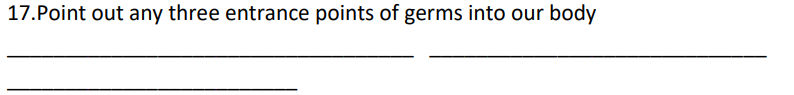 17.Point out any three entrance points of germs into our body